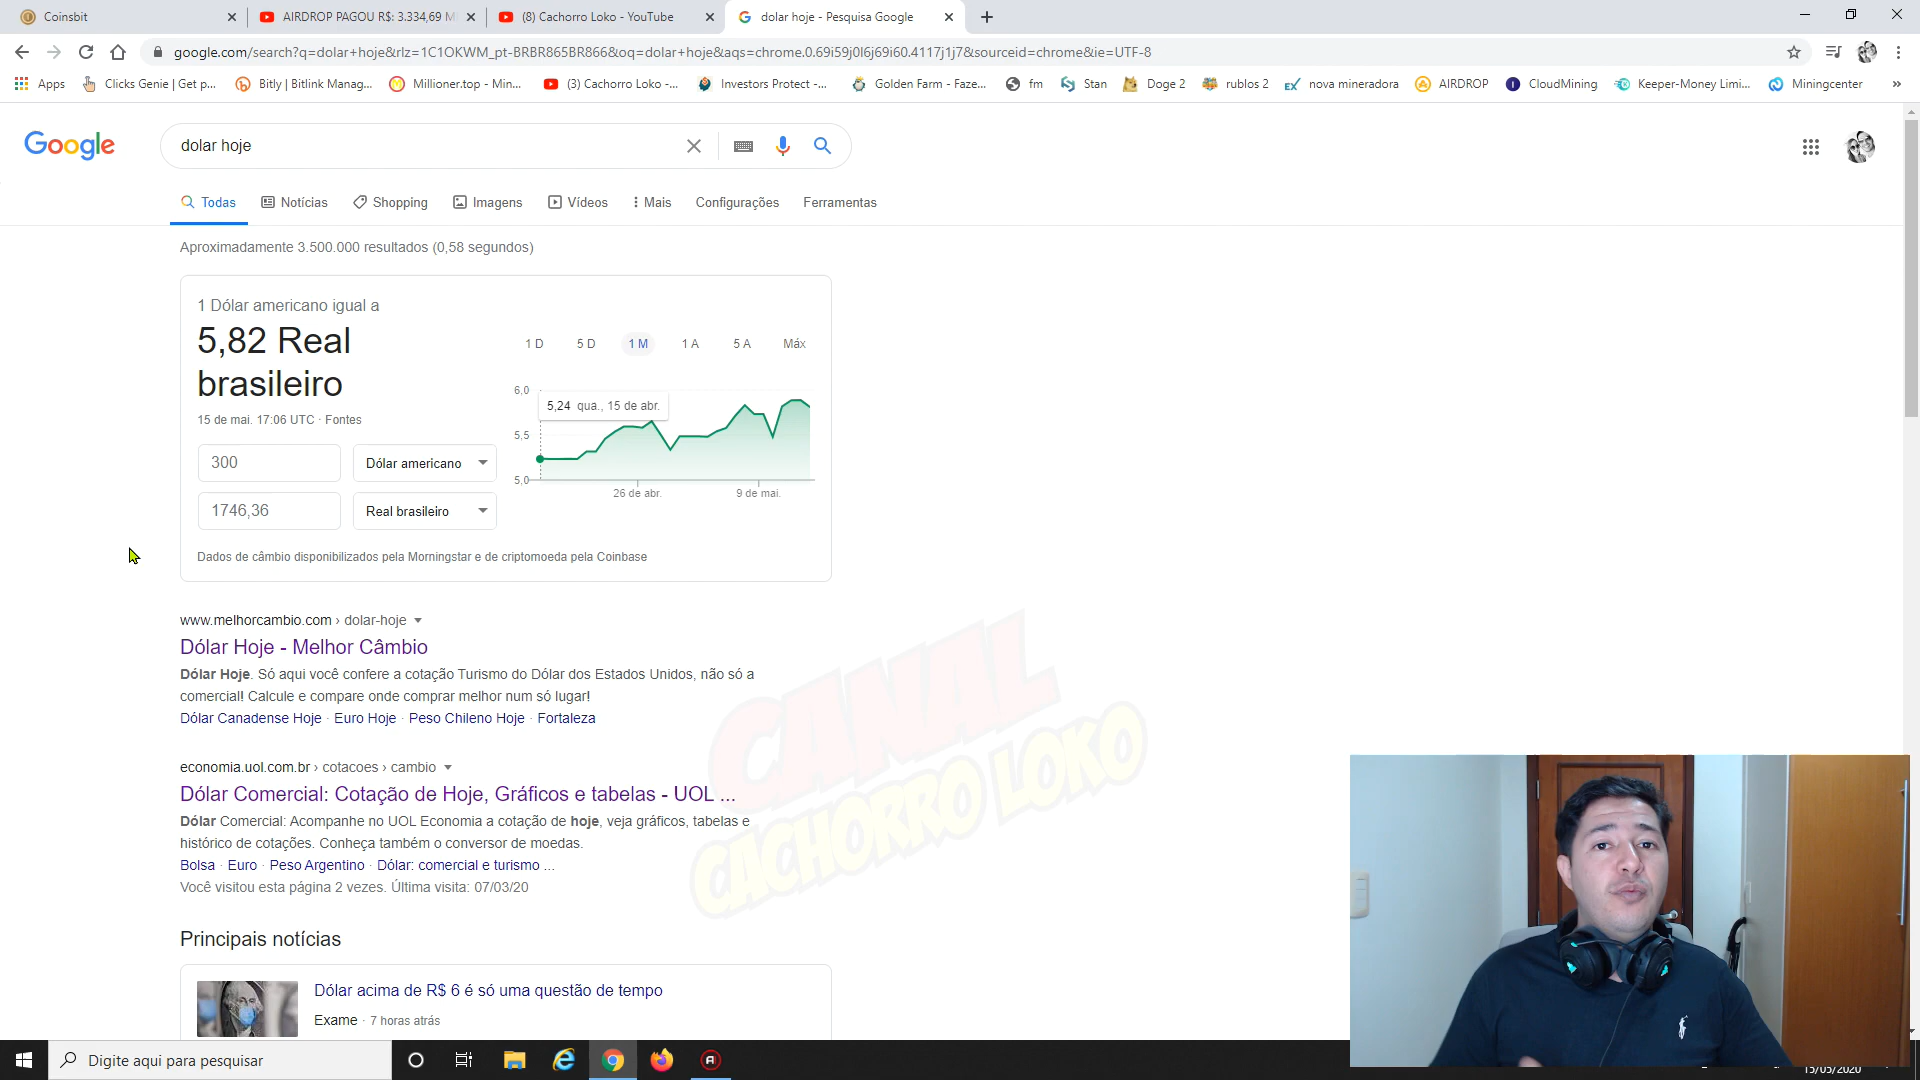 Coinsbit
AIRDROP PAGOU R$: 3.334,69 M
(8) Cachorro Loko - YouTube
dolar hoje - Pesquisa Google
google.com/search?q=dolar+hoje&rlz=1C1OKWM_pt-BRBR865BR866&oq=dolar+hoje&aqs=chrome.0.69i59j0l6j69i60.4117j1j7&sourceid=chrome&ie=UTF-8
Apps
Clicks Genie | Get p...
Bitly | Bitlink Manag...
Millioner.top - Min...
(3) Cachorro Loko -...
Investors Protect -...
Golden Farm - Faze...
fm
Stan
Doge 2
rublos 2
nova mineradora
AIRDROP
CloudMining
Keeper-Money Limi...
Miningcenter
Google
dolar hoje
Todas
Notícias
Shopping
Imagens
Vídeos
Mais
Configurações
Ferramentas
Aproximadamente 3.500.000 resultados (0,58 segundos)
1 Dólar americano igual a
5,82 Real
brasileiro
15 de mai. 17:06 UTC · Fontes
300
Dólar americano
1746,36
Real brasileiro
1 D
5 D
1 M
1 A
5 A
Máx
6,0
5,24 qua., 15 de abr.
5,5
5,0
26 de abr.
9 de mai.
Dados de câmbio disponibilizados pela Morningstar e de criptomoeda pela Coinbase
www.melhorcambio.com › dolar-hoje
Dólar Hoje - Melhor Câmbio
Dólar Hoje. Só aqui você confere a cotação Turismo do Dólar dos Estados Unidos, não só a
comercial! Calcule e compare onde comprar melhor num só lugar!
Dólar Canadense Hoje · Euro Hoje · Peso Chileno Hoje · Fortaleza
economia.uol.com.br › cotacoes › cambio
Dólar Comercial: Cotação de Hoje, Gráficos e tabelas - UOL ...
Dólar Comercial: Acompanhe no UOL Economia a cotação de hoje, veja gráficos, tabelas e
histórico de cotações. Conheça também o conversor de moedas.
Bolsa · Euro · Peso Argentino · Dólar: comercial e turismo ...
Você visitou esta página 2 vezes. Última visita: 07/03/20
CANAL
CACHORRO LOKO
Principais notícias
Dólar acima de R$ 6 é só uma questão de tempo
Exame · 7 horas atrás
Digite aqui para pesquisar
15/05/2020